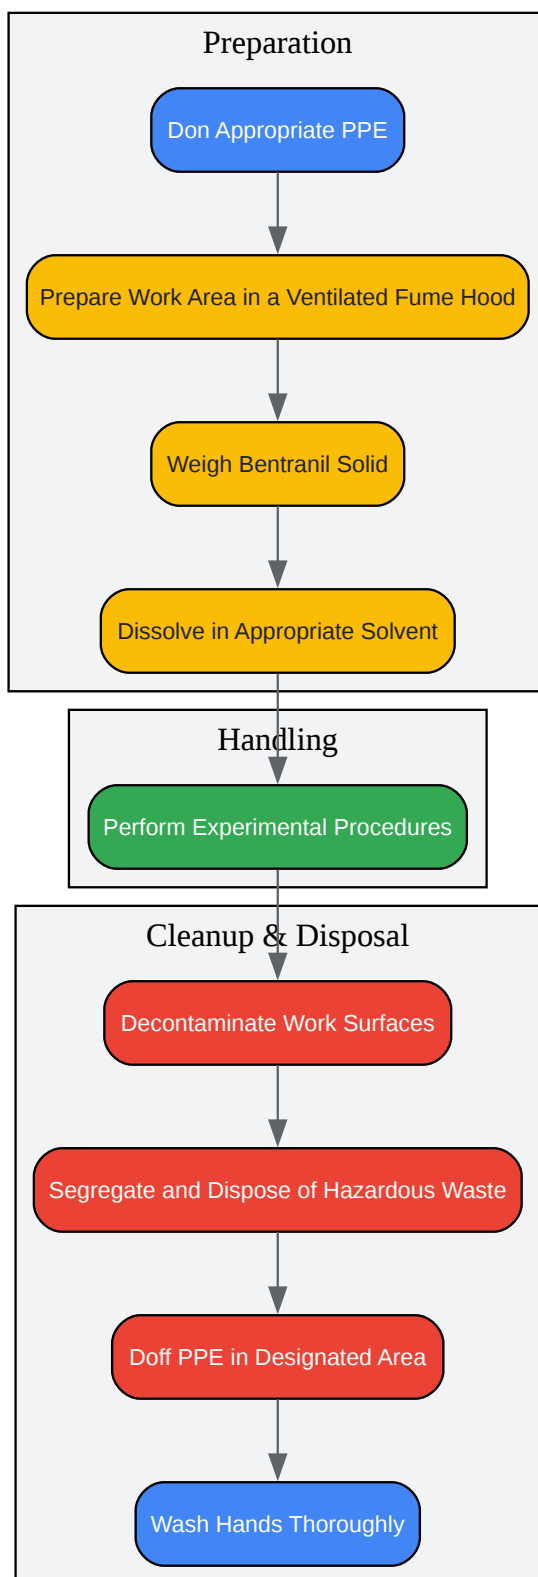 Preparation
Don Appropriate PPE
Prepare Work Area in a Ventilated Fume Hood
Weigh Bentranil Solid
Dissolve in Appropriate Solvent
Handling
Perform Experimental Procedures
Cleanup & Disposal
Decontaminate Work Surfaces
Segregate and Dispose of Hazardous Waste
Doff PPE in Designated Area
Wash Hands Thoroughly